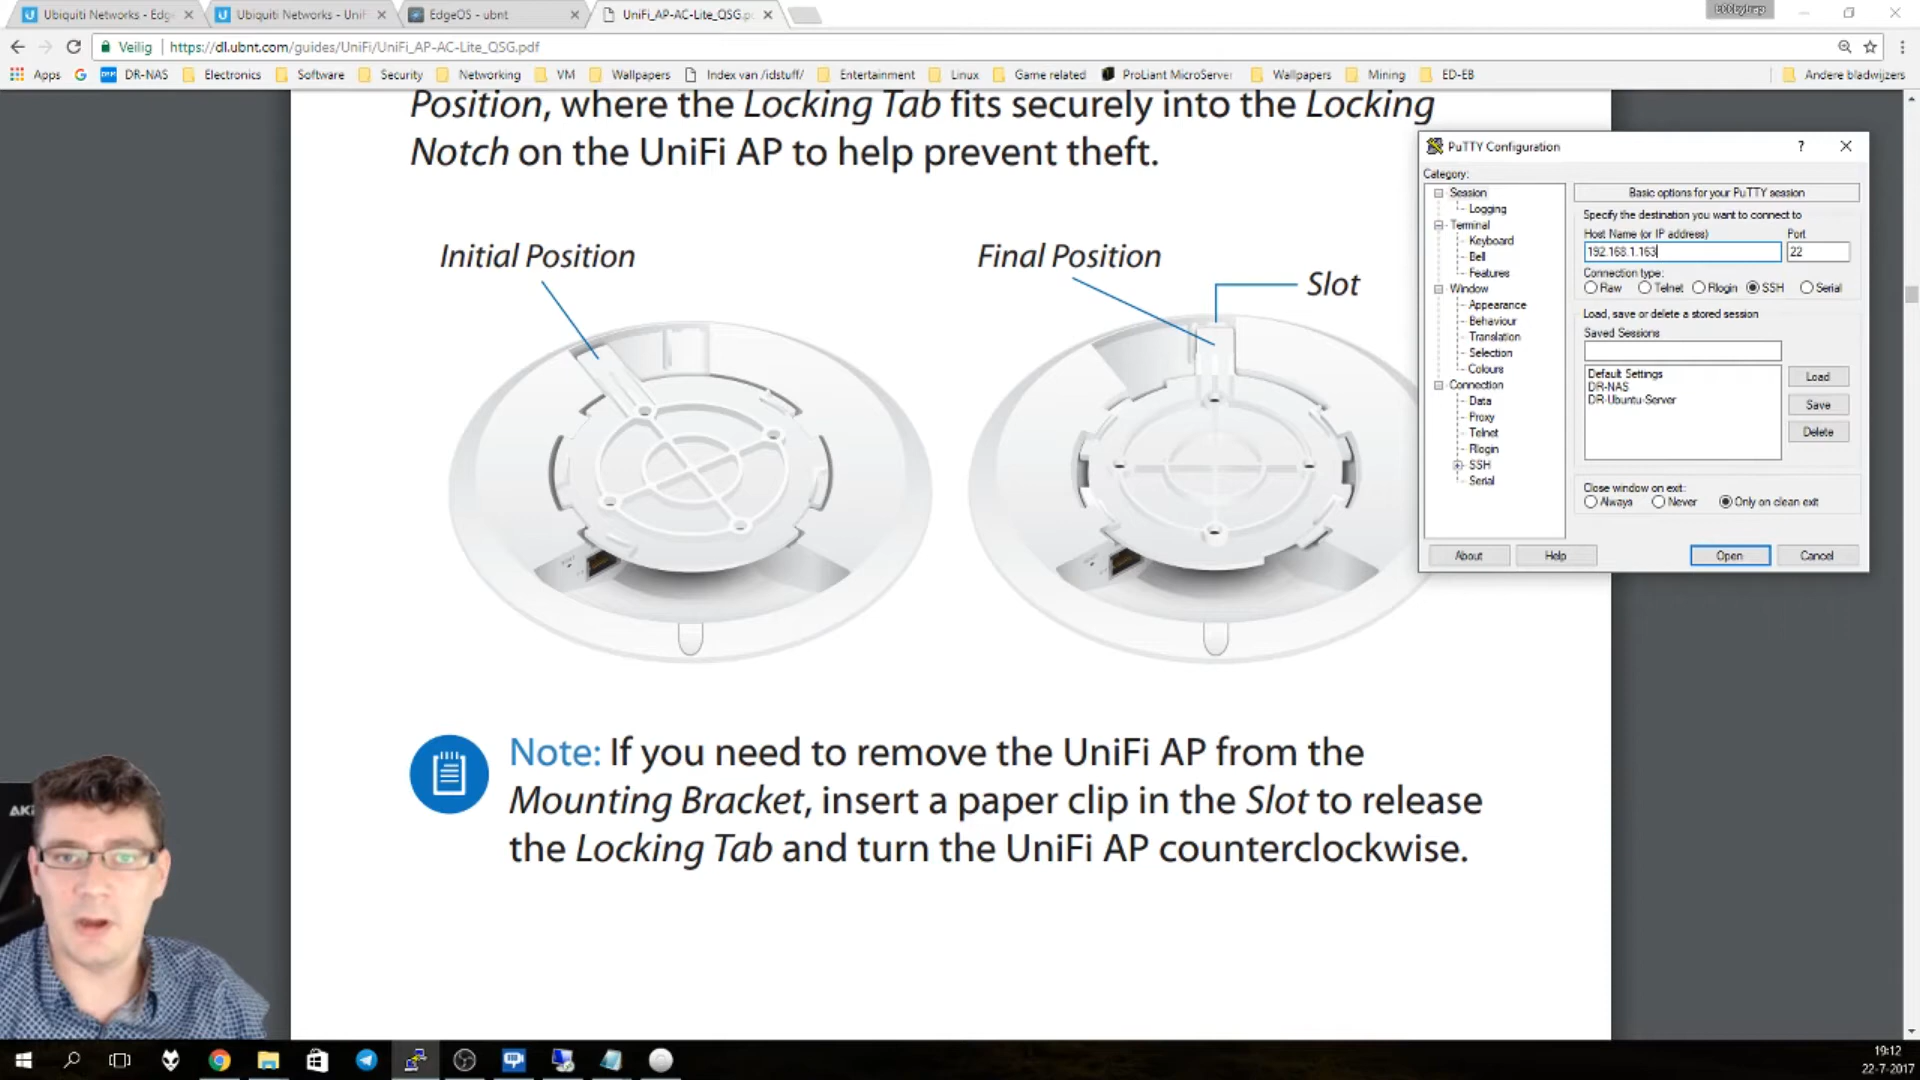 Ubiquiti Networks - Edg
Ubiquiti Networks - Unif
EdgeOS - ubnt
UniFi_AP-AC-Lite_QSG.p
Veilig
https://dl.ubnt.com/guides/UniFi/UniFi_AP-AC-Lite_QSG.pdf
Apps
DR-NAS
Electronics
Software
Security
Networking
VM
Wallpapers
Index van /idstuff/
Entertainment
Linux
Game related
ProLiant MicroServer
Wallpapers
Mining
ED-EB
Andere bladwijzers
Position, where the Locking Tab fits securely into the Locking
Notch on the UniFi AP to help prevent theft.
Initial Position
Final Position
Slot
Note: If you need to remove the UniFi AP from the
Mounting Bracket, insert a paper clip in the Slot to release
the Locking Tab and turn the UniFi AP counterclockwise.
PuTTY Configuration
?
Category:
Session
Logging
Terminal
Keyboard
Bell
Features
Window
Appearance
Behaviour
Translation
Selection
Colours
Connection
Data
Proxy
Telnet
Rlogin
SSH
Serial
Basic options for your PuTTY session
Specify the destination you want to connect to
Host Name (or IP address)
Port
192.168.1.163
22
Connection type:
Raw
Telnet
Rlogin
SSH
Serial
Load, save or delete a stored session
Saved Sessions
Default Settings
DR-NAS
DR-Ubuntu-Server
Load
Save
Delete
Close window on exit:
Always
Never
Only on clean exit
About
Help
Open
Cancel
19:12
22-7-2017